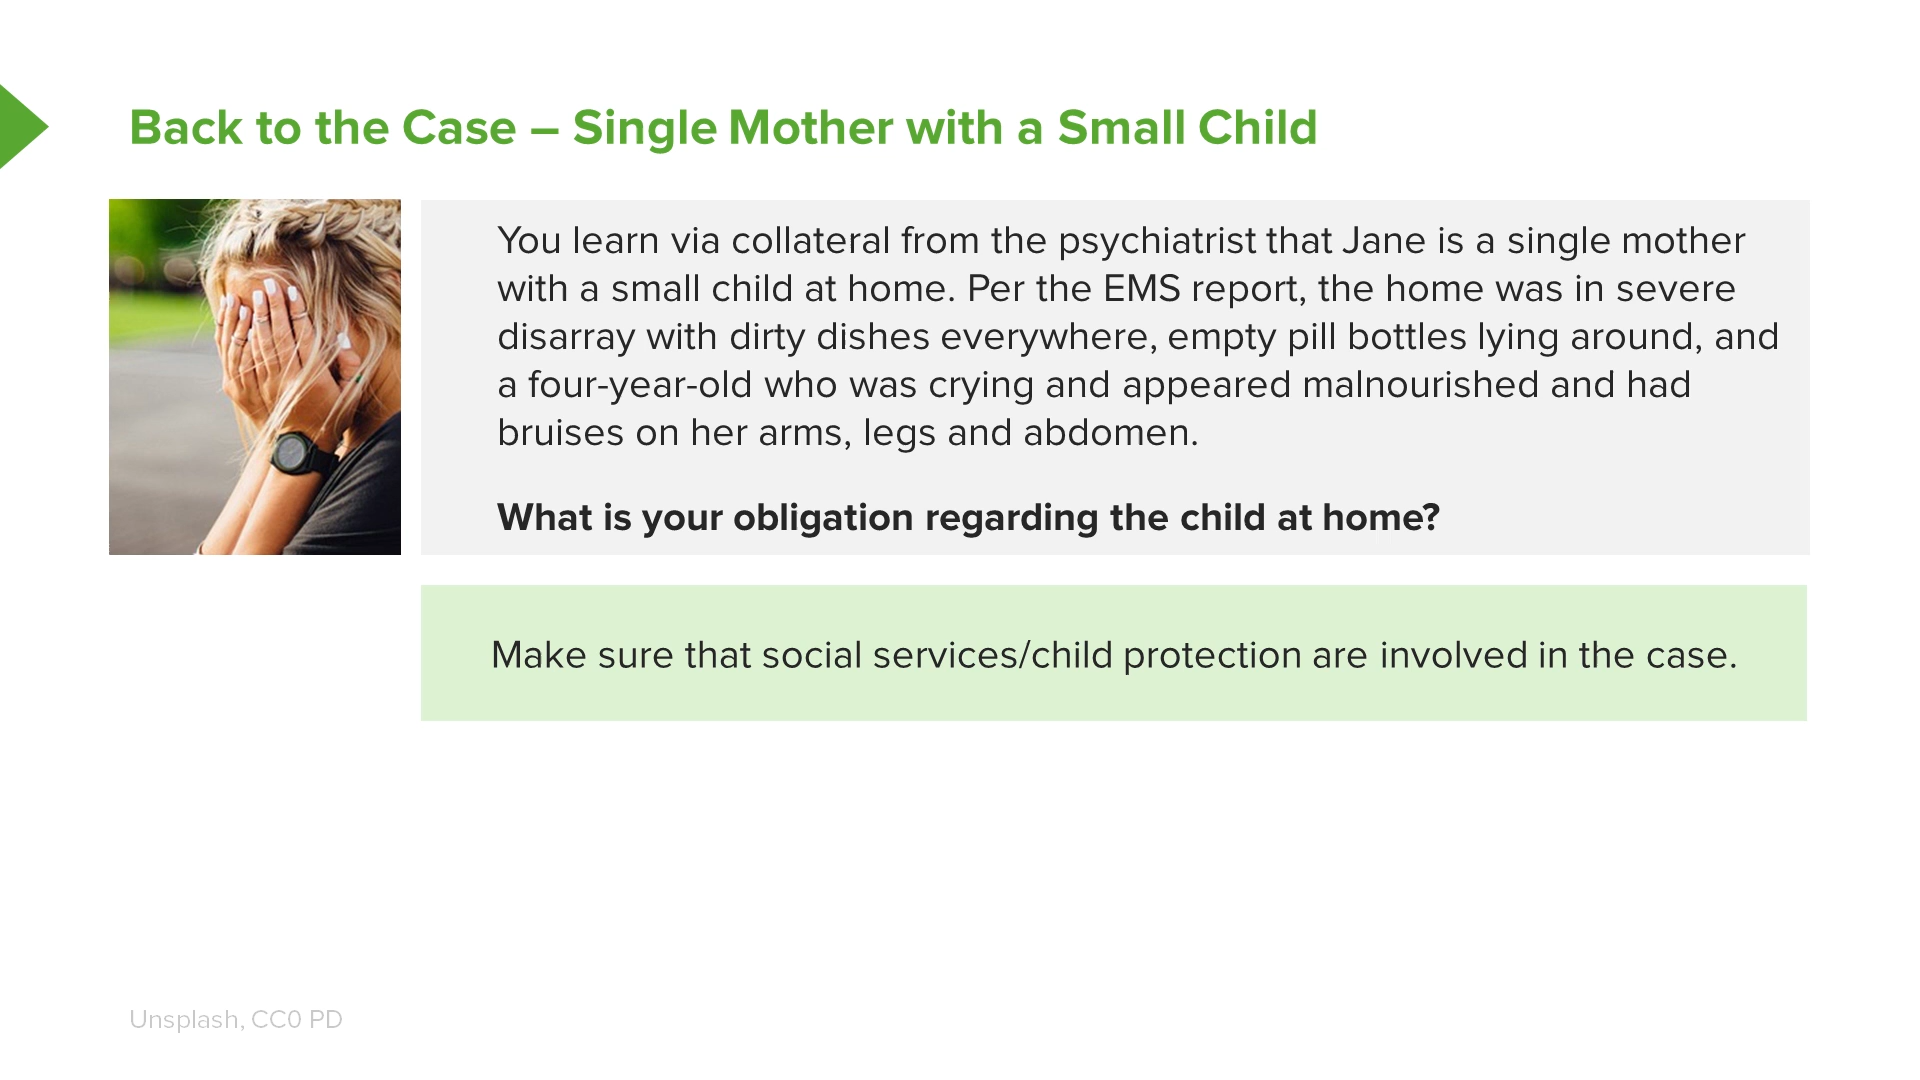 Back to the Case – Single Mother with a Small Child
You learn via collateral from the psychiatrist that Jane is a single mother
with a small child at home. Per the EMS report, the home was in severe
disarray with dirty dishes everywhere, empty pill bottles lying around, and
a four-year-old who was crying and appeared malnourished and had
bruises on her arms, legs and abdomen.
What is your obligation regarding the child at home?
Make sure that social services/child protection are involved in the case.
Unsplash, CC0 PD